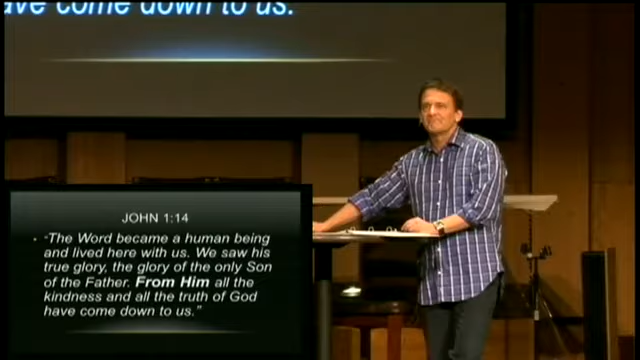 ave come down to us.
JOHN 1:14
• "The Word became a human being
and lived here with us. We saw his
true glory, the glory of the only Son
of the Father. From Him all the
kindness and all the truth of God
have come down to us."